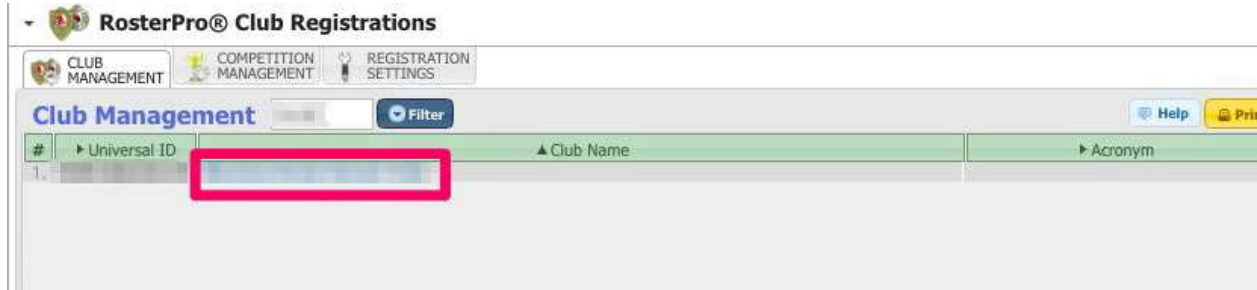 RosterPro® Club Registrations
CLUB MANAGEMENT
COMPETITION MANAGEMENT
REGISTRATION SETTINGS
Club Management
Filter
Help
# Universal ID Club Name Acronym
1.